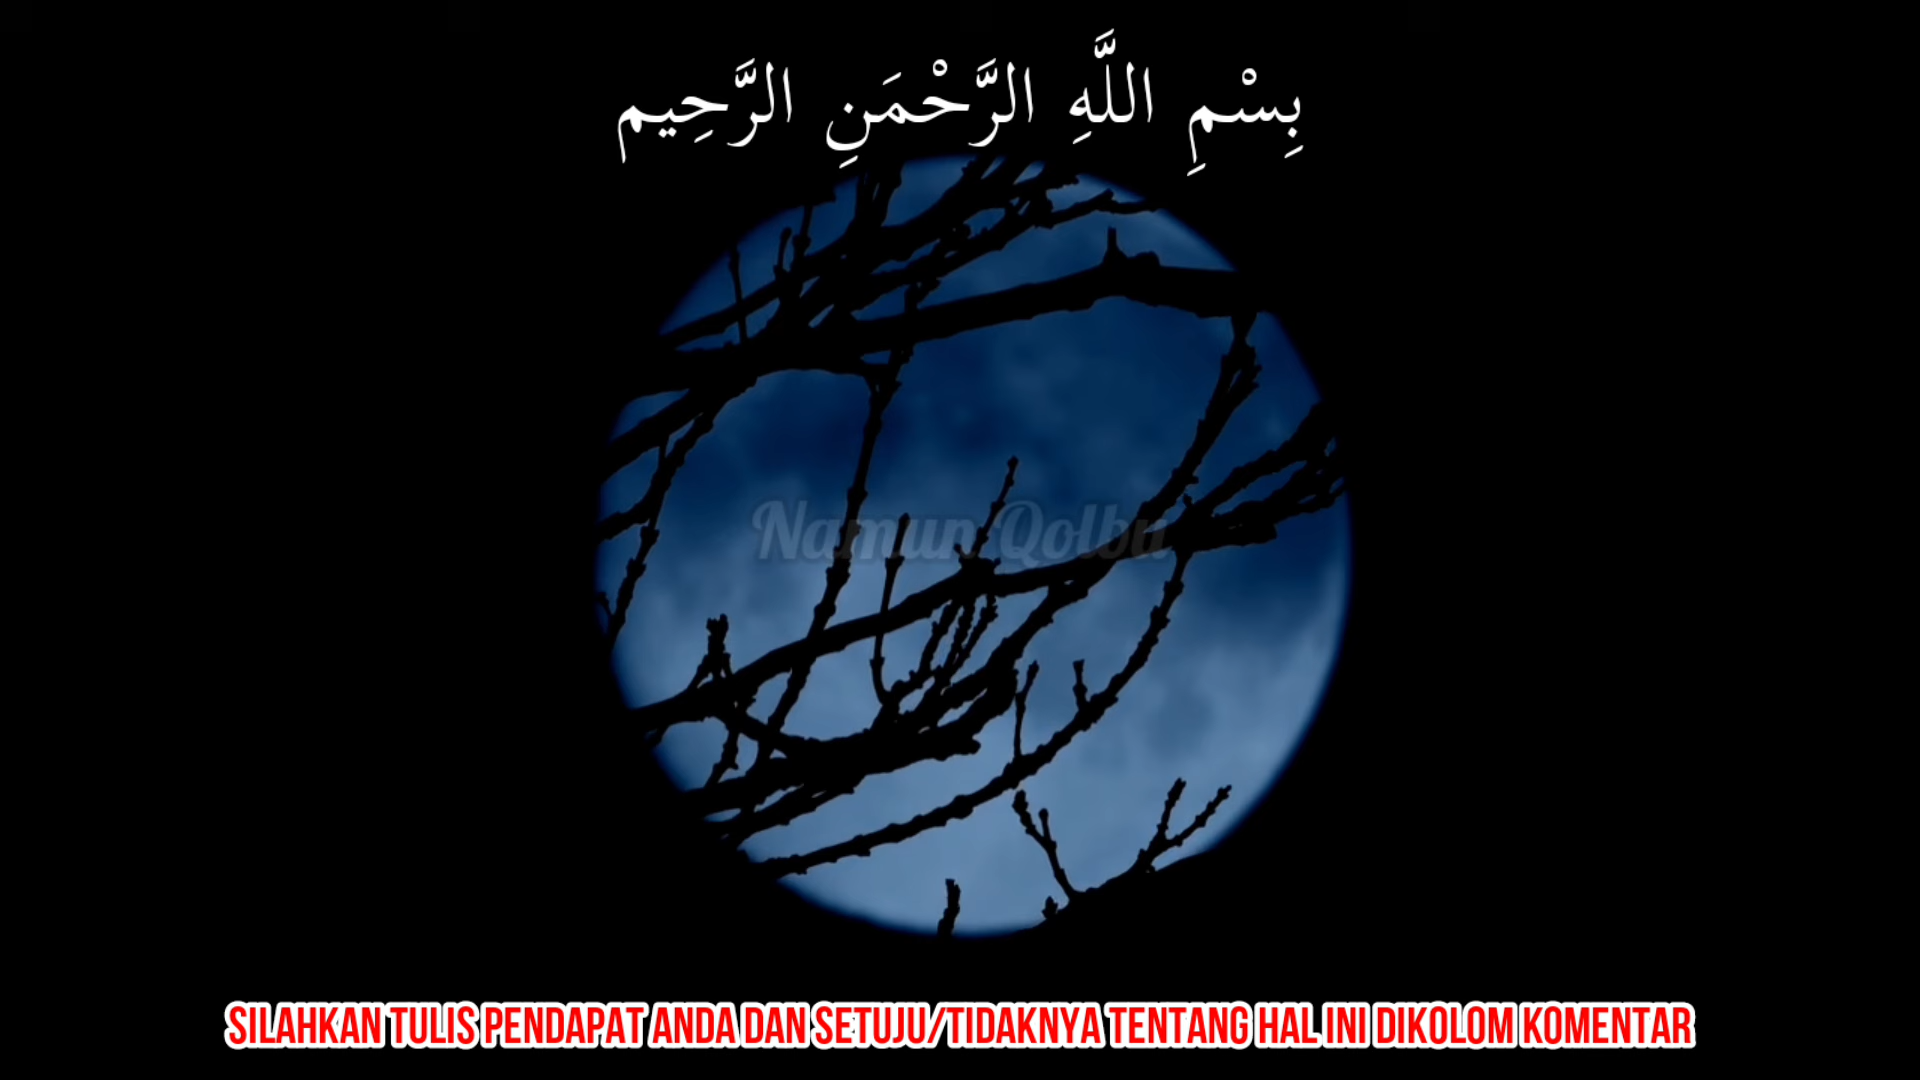 بِسْمِ اللَّهِ الرَّحْمَنِ الرَّحِيم
Namun Qolbu
SILAHKAN TULIS PENDAPAT ANDA DAN SETUJU/TIDAKNYA TENTANG HAL INI DIKOLOM KOMENTAR